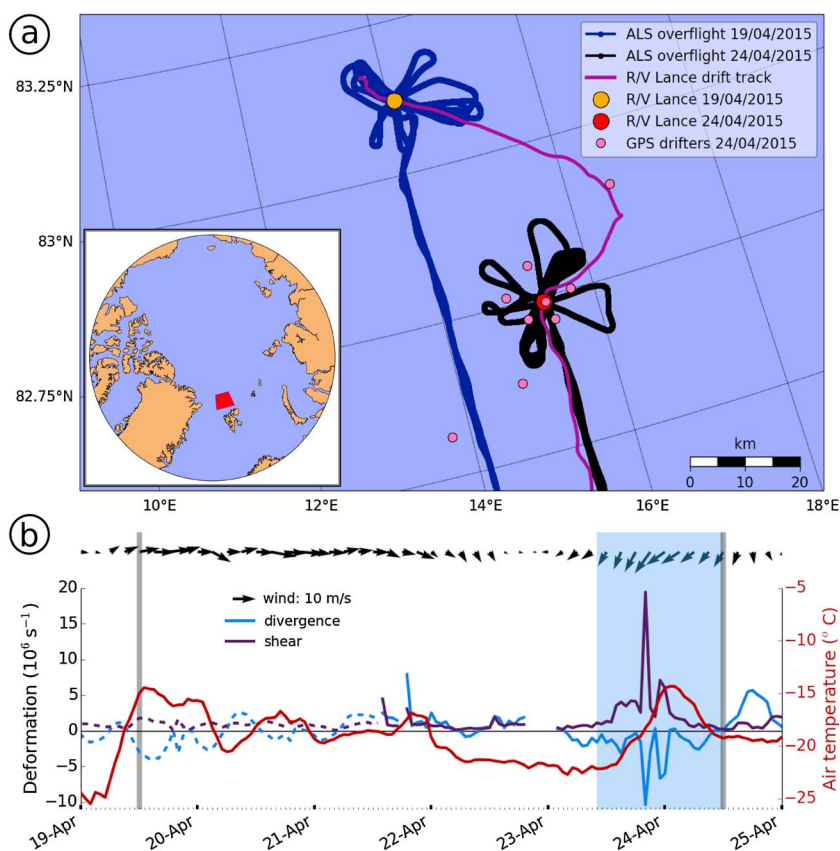 a
ALS overflight 19/04/2015
ALS overflight 24/04/2015
R/V Lance drift track
R/V Lance 19/04/2015
R/V Lance 24/04/2015
GPS drifters 24/04/2015
83.25°N
83°N
82.75°N
km
0 10 20
10°E 12°E 14°E 16°E 18°E
b
wind: 10 m/s
divergence
shear
Deformation (10⁶ s⁻¹)
20
15
10
5
0
−5
−10
Air temperature (° C)
−5
−10
−15
−20
−25
19-Apr 20-Apr 21-Apr 22-Apr 23-Apr 24-Apr 25-Apr